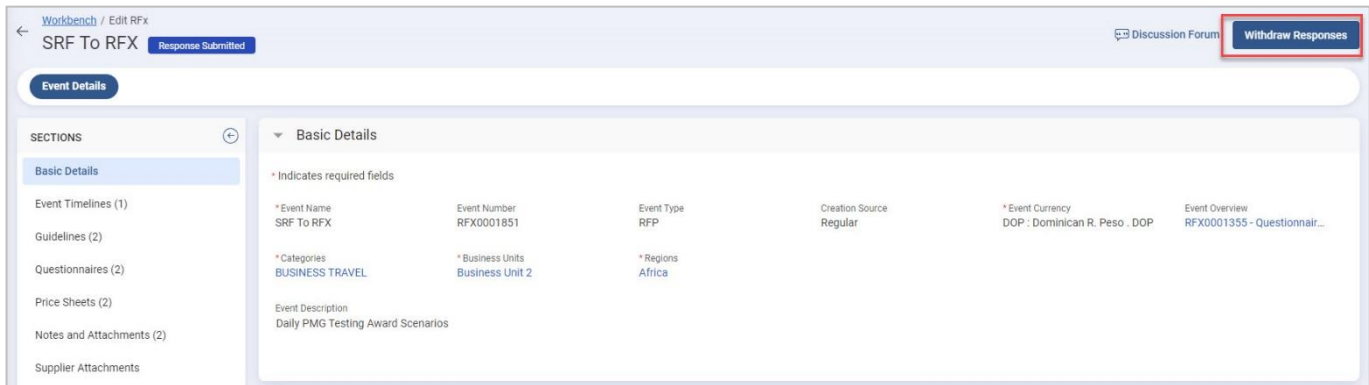 Workbench / Edit RFx
SRF To RFX Response Submitted
Discussion Forum Withdraw Responses
Event Details
SECTIONS
Basic Details
Event Timelines (1)
Guidelines (2)
Questionnaires (2)
Price Sheets (2)
Notes and Attachments (2)
Supplier Attachments
Basic Details
* Indicates required fields
* Event Name Event Number Event Type Creation Source * Event Currency Event Overview
SRF To RFX RFX0001851 RFP Regular DOP : Dominican R. Peso . DOP RFX0001355 - Questionnair...
* Categories * Business Units * Regions
BUSINESS TRAVEL Business Unit 2 Africa
Event Description
Daily PMG Testing Award Scenarios